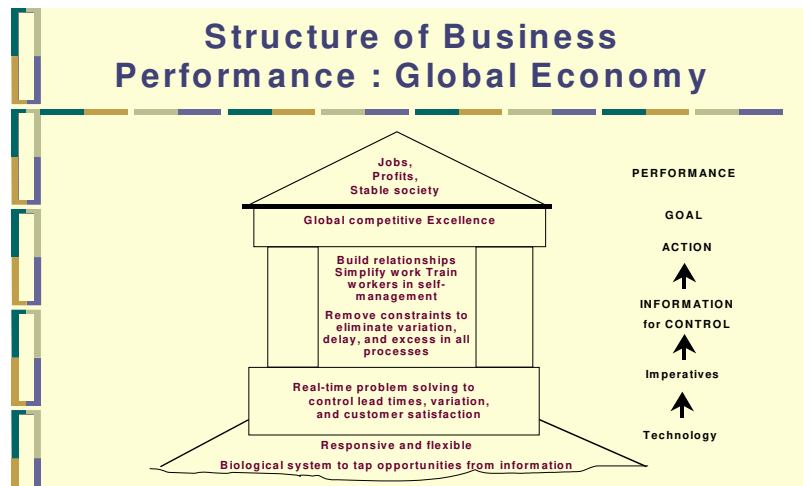 Structure of Business
Performance : Global Economy
Jobs,
Profits,
Stable society
Global competitive Excellence
Build relationships
Simplify work Train
workers in self-
management
Remove constraints to
eliminate variation,
delay, and excess in all
processes
Real-time problem solving to
control lead times, variation,
and customer satisfaction
Responsive and flexible
Biological system to tap opportunities from information
PERFORMANCE
GOAL
ACTION
INFORMATION
for CONTROL
Imperatives
Technology